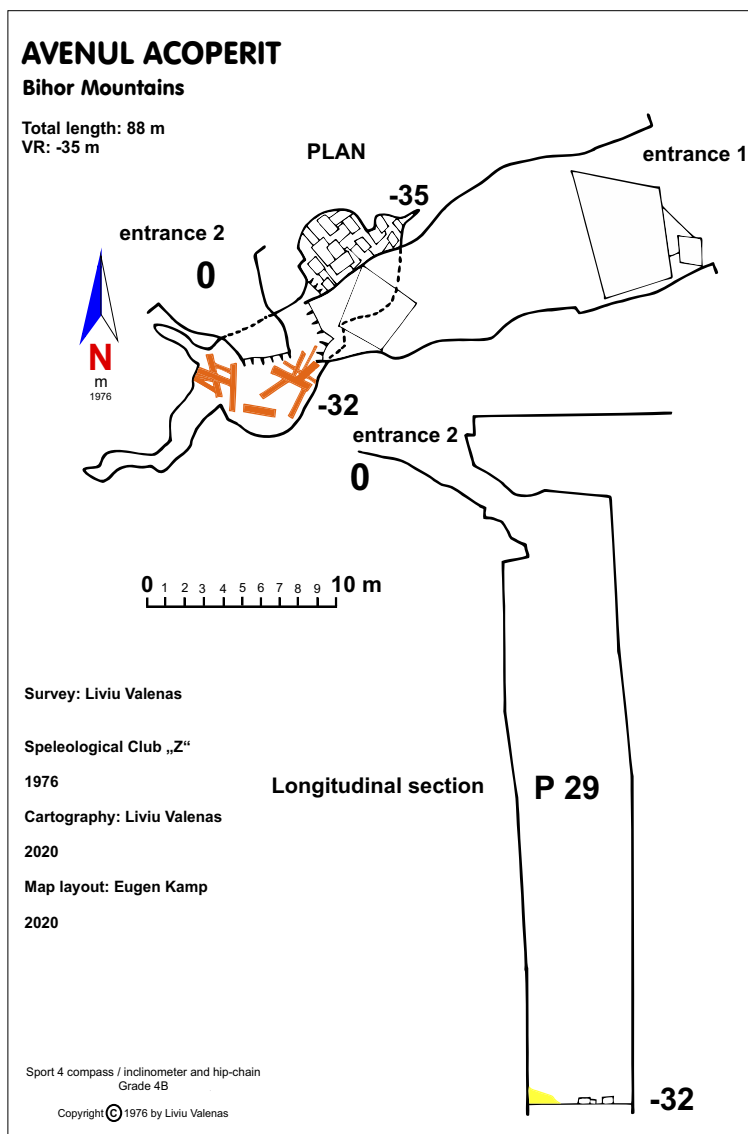 AVENUL ACOPERIT
Bihor Mountains
Total length: 88 m
VR: -35 m
PLAN
entrance 1
-35
entrance 2
0
N
m
1976
-32
entrance 2
0
0 1 2 3 4 5 6 7 8 9 10 m
Survey: Liviu Valenas
Speleological Club „Z“
1976
Longitudinal section
P 29
Cartography: Liviu Valenas
2020
Map layout: Eugen Kamp
2020
Sport 4 compass / inclinometer and hip-chain
Grade 4B
-32
Copyright © 1976 by Liviu Valenas